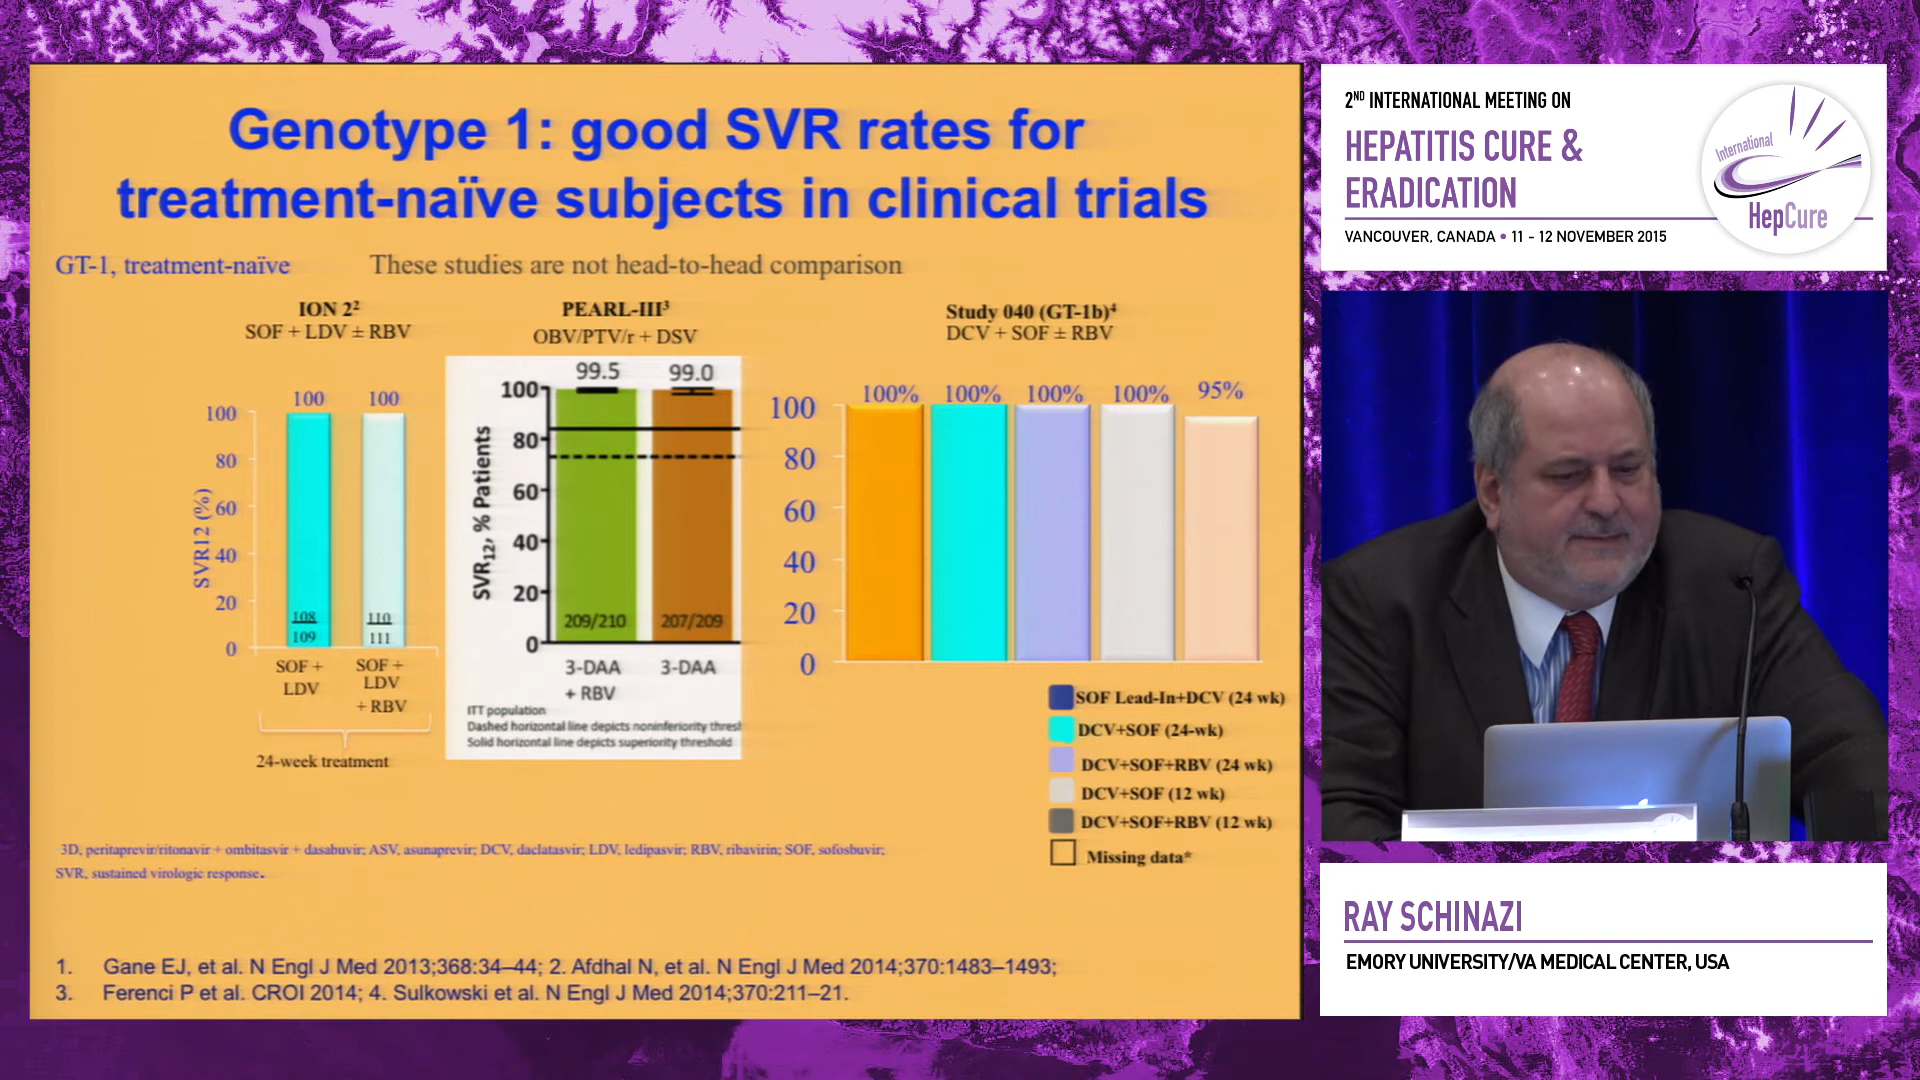 Genotype 1: good SVR rates for
treatment-naïve subjects in clinical trials
GT-1, treatment-naïve
These studies are not head-to-head comparison
ION 2²
SOF + LDV ± RBV
100 100
100
80
60
40
20
0
SVR12 (%)
108
109
110
111
SOF +
LDV
SOF +
LDV
+ RBV
24-week treatment
PEARL-III³
OBV/PTV/r + DSV
99.5 99.0
100
80
60
40
20
0
SVR12, % Patients
209/210 207/209
3-DAA
+ RBV
3-DAA
ITT population
Dashed horizontal line depicts noninferiority thresh
Solid horizontal line depicts superiority threshold
Study 040 (GT-1b)⁴
DCV + SOF ± RBV
100% 100% 100% 100% 95%
100
80
60
40
20
0
SOF Lead-In+DCV (24 wk)
DCV+SOF (24-wk)
DCV+SOF+RBV (24 wk)
DCV+SOF (12 wk)
DCV+SOF+RBV (12 wk)
Missing data*
3D, peritaprevir/ritonavir + ombitasvir + dasabuvir; ASV, asunaprevir; DCV, daclatasvir; LDV, ledipasvir; RBV, ribavirin; SOF, sofosbuvir;
SVR, sustained virologic response.
1. Gane EJ, et al. N Engl J Med 2013;368:34–44; 2. Afdhal N, et al. N Engl J Med 2014;370:1483–1493;
3. Ferenci P et al. CROI 2014; 4. Sulkowski et al. N Engl J Med 2014;370:211–21.
2ND INTERNATIONAL MEETING ON
HEPATITIS CURE &
ERADICATION
VANCOUVER, CANADA • 11 - 12 NOVEMBER 2015
International
HepCure
RAY SCHINAZI
EMORY UNIVERSITY/VA MEDICAL CENTER, USA